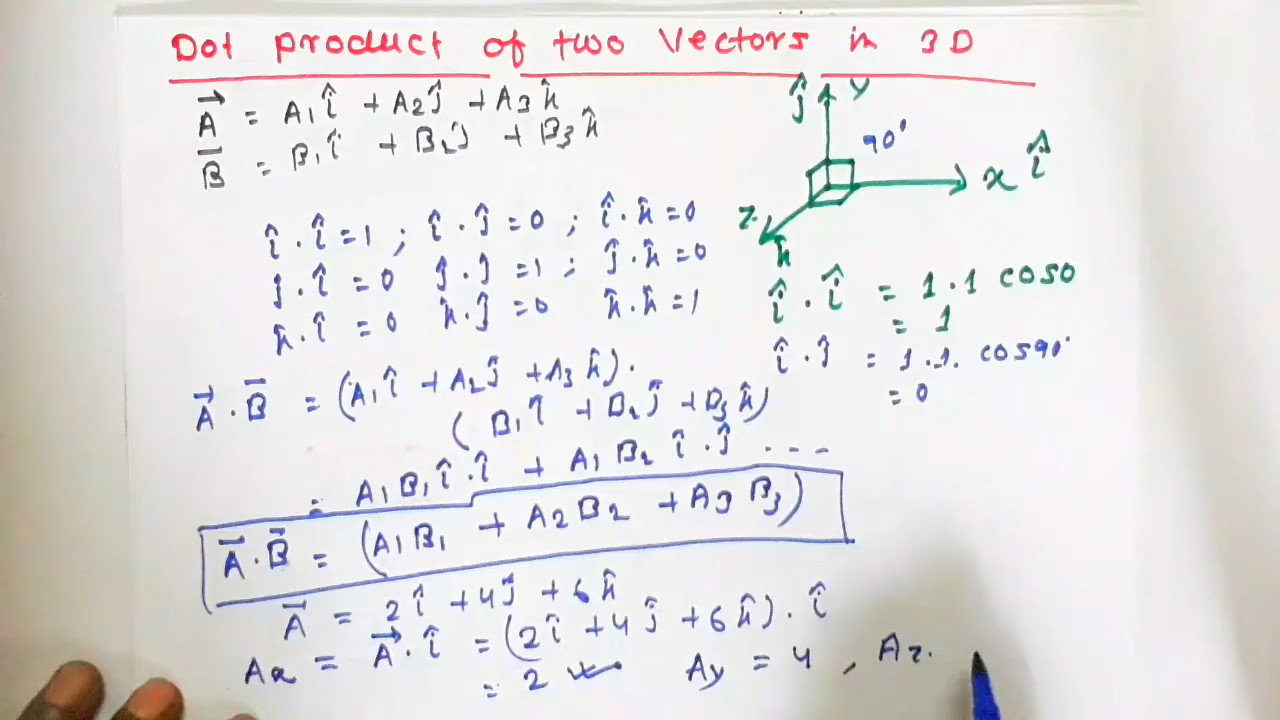 Dot product of two Vectors in 3D
A⃗ = A₁î + A₂ĵ + A₃k̂
B̅ = B₁î + B₂ĵ + B₃k̂
ĵ y
90°
x î
z
k̂
î · î = 1 ; î · ĵ = 0 ; î · k̂ = 0
ĵ · î = 0 ĵ · ĵ = 1 ; ĵ · k̂ = 0
k̂ · î = 0 k̂ · ĵ = 0 k̂ · k̂ = 1
î · î = 1 · 1 cos0
= 1
î · ĵ = 1 · 1 · cos90°
= 0
A⃗ · B̅ = (A₁î + A₂ĵ + A₃k̂) ·
(B₁î + B₂ĵ + B₃k̂)
= A₁B₁ î · î + A₁B₂ î · ĵ ----
A̅ · B̅ = (A₁B₁ + A₂B₂ + A₃B₃)
A⃗ = 2î + 4ĵ + 6k̂
Ax = A⃗ · î = (2î + 4ĵ + 6k̂) · î
= 2 Ay = 4 , Az